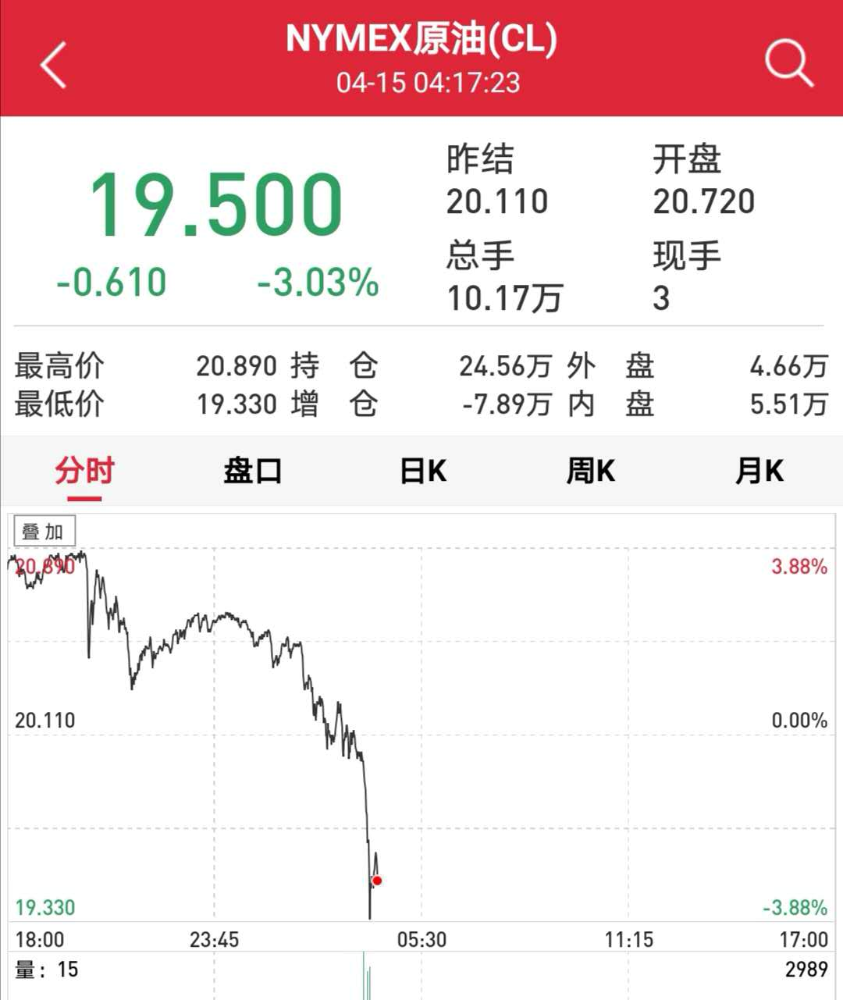 NYMEX原油(CL)
04-15 04:17:23
19.500
-0.610 -3.03%
昨结 开盘
20.110 20.720
总手 现手
10.17万 3
最高价 20.890 持仓 24.56万 外盘 4.66万
最低价 19.330 增仓 -7.89万 内盘 5.51万
分时 盘口 日K 周K 月K
叠加
20.890 3.88%
20.110 0.00%
19.330 -3.88%
18:00 23:45 05:30 11:15 17:00
量: 15 2989